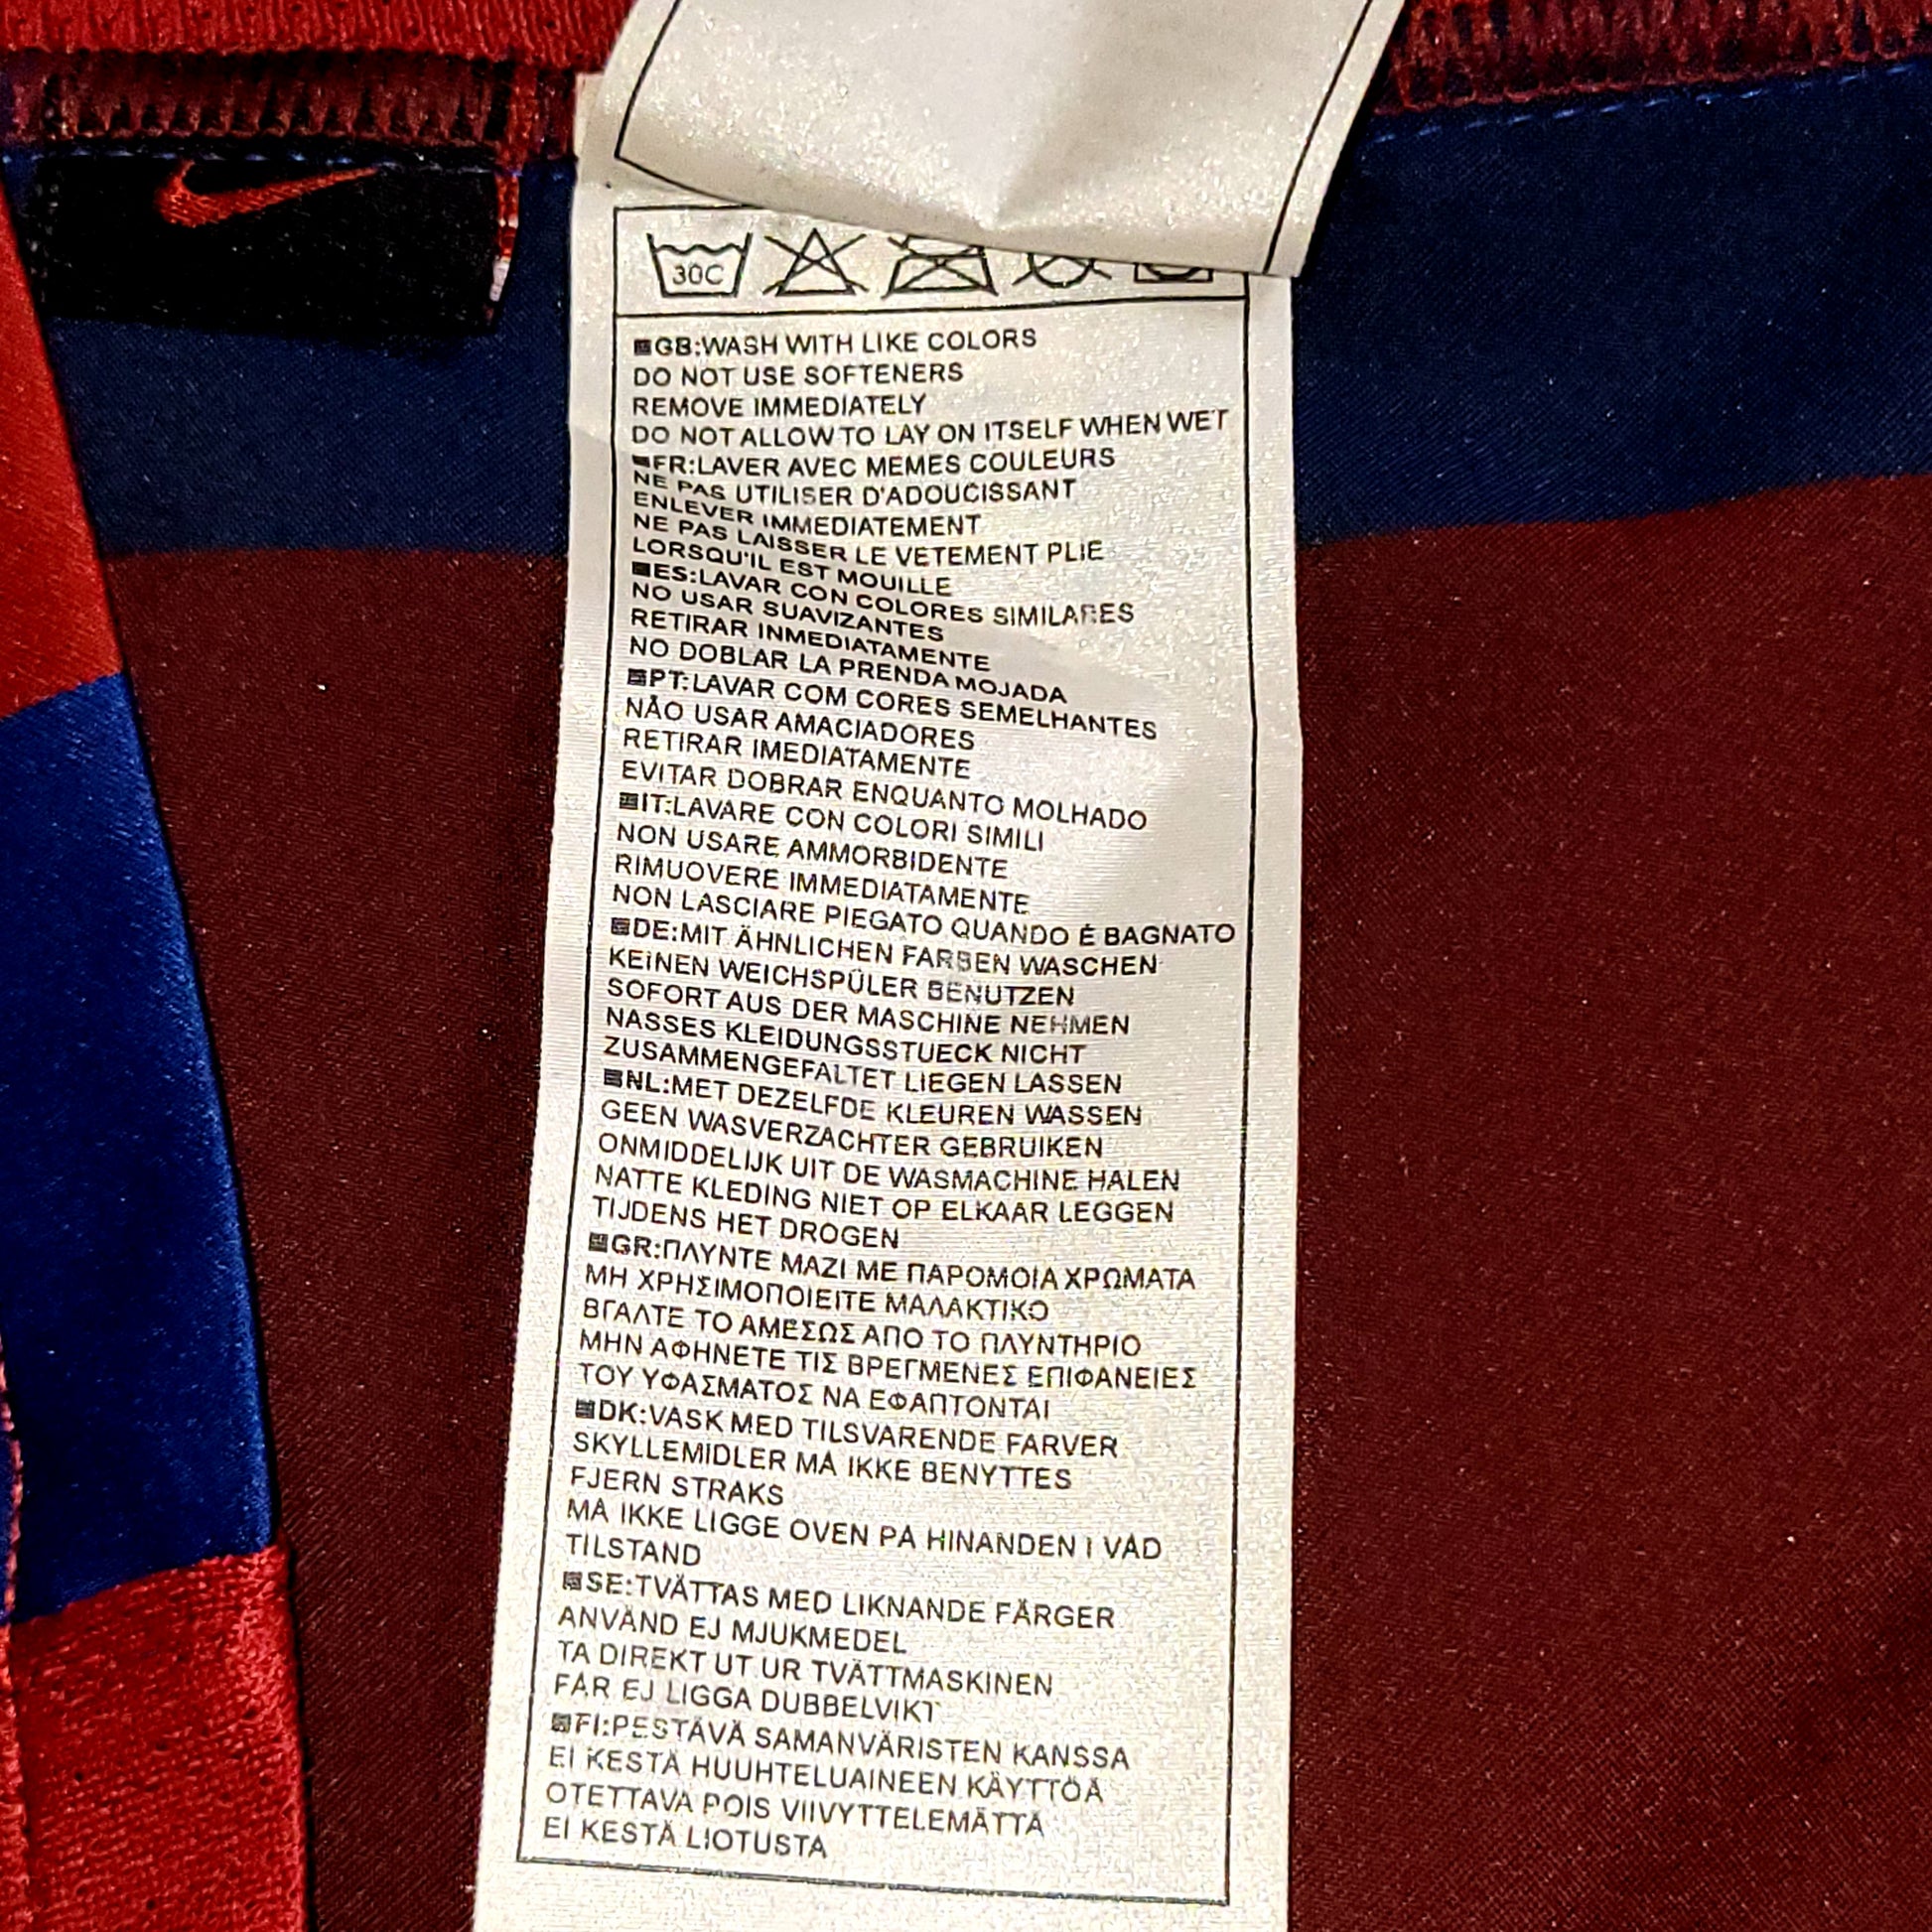 30C
GB:WASH WITH LIKE COLORS
DO NOT USE SOFTENERS
REMOVE IMMEDIATELY
DO NOT ALLOW TO LAY ON ITSELF WHEN WET
FR:LAVER AVEC MEMES COULEURS
NE PAS UTILISER D'ADOUCISSANT
ENLEVER IMMEDIATEMENT
NE PAS LAISSER LE VETEMENT PLIE
LORSQU'IL EST MOUILLE
ES:LAVAR CON COLORES SIMILARES
NO USAR SUAVIZANTES
RETIRAR INMEDIATAMENTE
NO DOBLAR LA PRENDA MOJADA
PT:LAVAR COM CORES SEMELHANTES
NÃO USAR AMACIADORES
RETIRAR IMEDIATAMENTE
EVITAR DOBRAR ENQUANTO MOLHADO
IT:LAVARE CON COLORI SIMILI
NON USARE AMMORBIDENTE
RIMUOVERE IMMEDIATAMENTE
NON LASCIARE PIEGATO QUANDO É BAGNATO
DE:MIT ÄHNLICHEN FARBEN WASCHEN
KEINEN WEICHSPÜLER BENUTZEN
SOFORT AUS DER MASCHINE NEHMEN
NASSES KLEIDUNGSSTUECK NICHT
ZUSAMMENGEFALTET LIEGEN LASSEN
NL:MET DEZELFDE KLEUREN WASSEN
GEEN WASVERZACHTER GEBRUIKEN
ONMIDDELIJK UIT DE WASMACHINE HALEN
NATTE KLEDING NIET OP ELKAAR LEGGEN
TIJDENS HET DROGEN
GR:ΠΛΥΝΤΕ ΜΑΖΙ ΜΕ ΠΑΡΟΜΟΙΑ ΧΡΩΜΑΤΑ
ΜΗ ΧΡΗΣΙΜΟΠΟΙΕΙΤΕ ΜΑΛΑΚΤΙΚΟ
ΒΓΑΛΤΕ ΤΟ ΑΜΕΣΩΣ ΑΠΟ ΤΟ ΠΛΥΝΤΗΡΙΟ
ΜΗΝ ΑΦΗΝΕΤΕ ΤΙΣ ΒΡΕΓΜΕΝΕΣ ΕΠΙΦΑΝΕΙΕΣ
ΤΟΥ ΥΦΑΣΜΑΤΟΣ ΝΑ ΕΦΑΠΤΟΝΤΑΙ
DK:VASK MED TILSVARENDE FARVER
SKYLLEMIDLER MÅ IKKE BENYTTES
FJERN STRAKS
MÅ IKKE LIGGE OVEN PÅ HINANDEN I VÅD
TILSTAND
SE:TVÄTTAS MED LIKNANDE FÄRGER
ANVÄND EJ MJUKMEDEL
TA DIREKT UT UR TVÄTTMASKINEN
FÅR EJ LIGGA DUBBELVIKT
FI:PESTÄVÄ SAMANVÄRISTEN KANSSA
EI KESTÄ HUUHTELUAINEEN KÄYTTÖÄ
OTETTAVA POIS VIIVYTTELEMÄTTÄ
EI KESTÄ LIOTUSTA